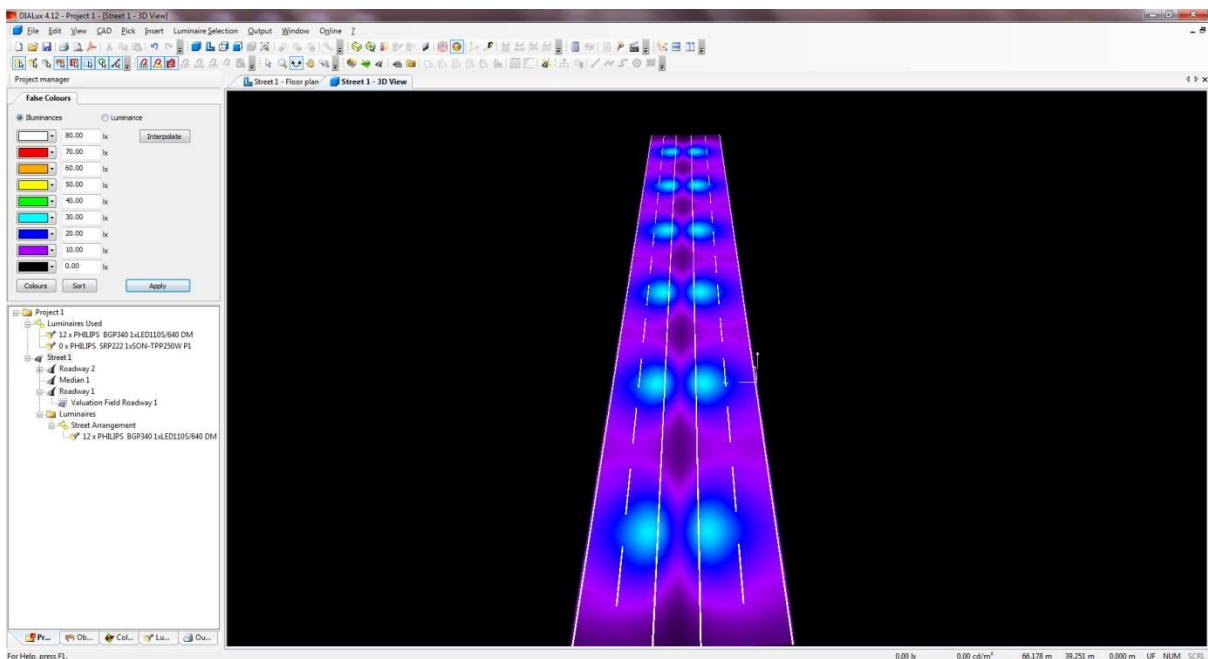 DIALux 4.12 - Project 1 - [Street 1 - 3D View]
File Edit View CAD Pick Insert Luminaire Selection Output Window Online ?
Project manager
Street 1 - Floor plan Street 1 - 3D View
False Colours
Illuminances Luminance
80.00 lx Interpolate
70.00 lx
60.00 lx
50.00 lx
40.00 lx
30.00 lx
20.00 lx
10.00 lx
0.00 lx
Colours Sort Apply
Project 1
Luminaires Used
12 x PHILIPS BGP340 1xLED110S/640 DM
0 x PHILIPS SRP222 1xSON-TPP250W P1
Street 1
Roadway 2
Median 1
Roadway 1
Valuation Field Roadway 1
Luminaires
Street Arrangement
12 x PHILIPS BGP340 1xLED110S/640 DM
Pr... Ob... Col... Lu... Ou...
For Help, press F1. 0.00 lx 0.00 cd/m² 66.178 m 39.251 m 0.000 m UF NUM SCRL